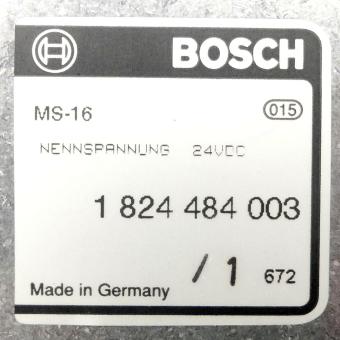 BOSCH
MS-16 015
NENNSPANNUNG 24VDC
1 824 484 003
/ 1 672
Made in Germany